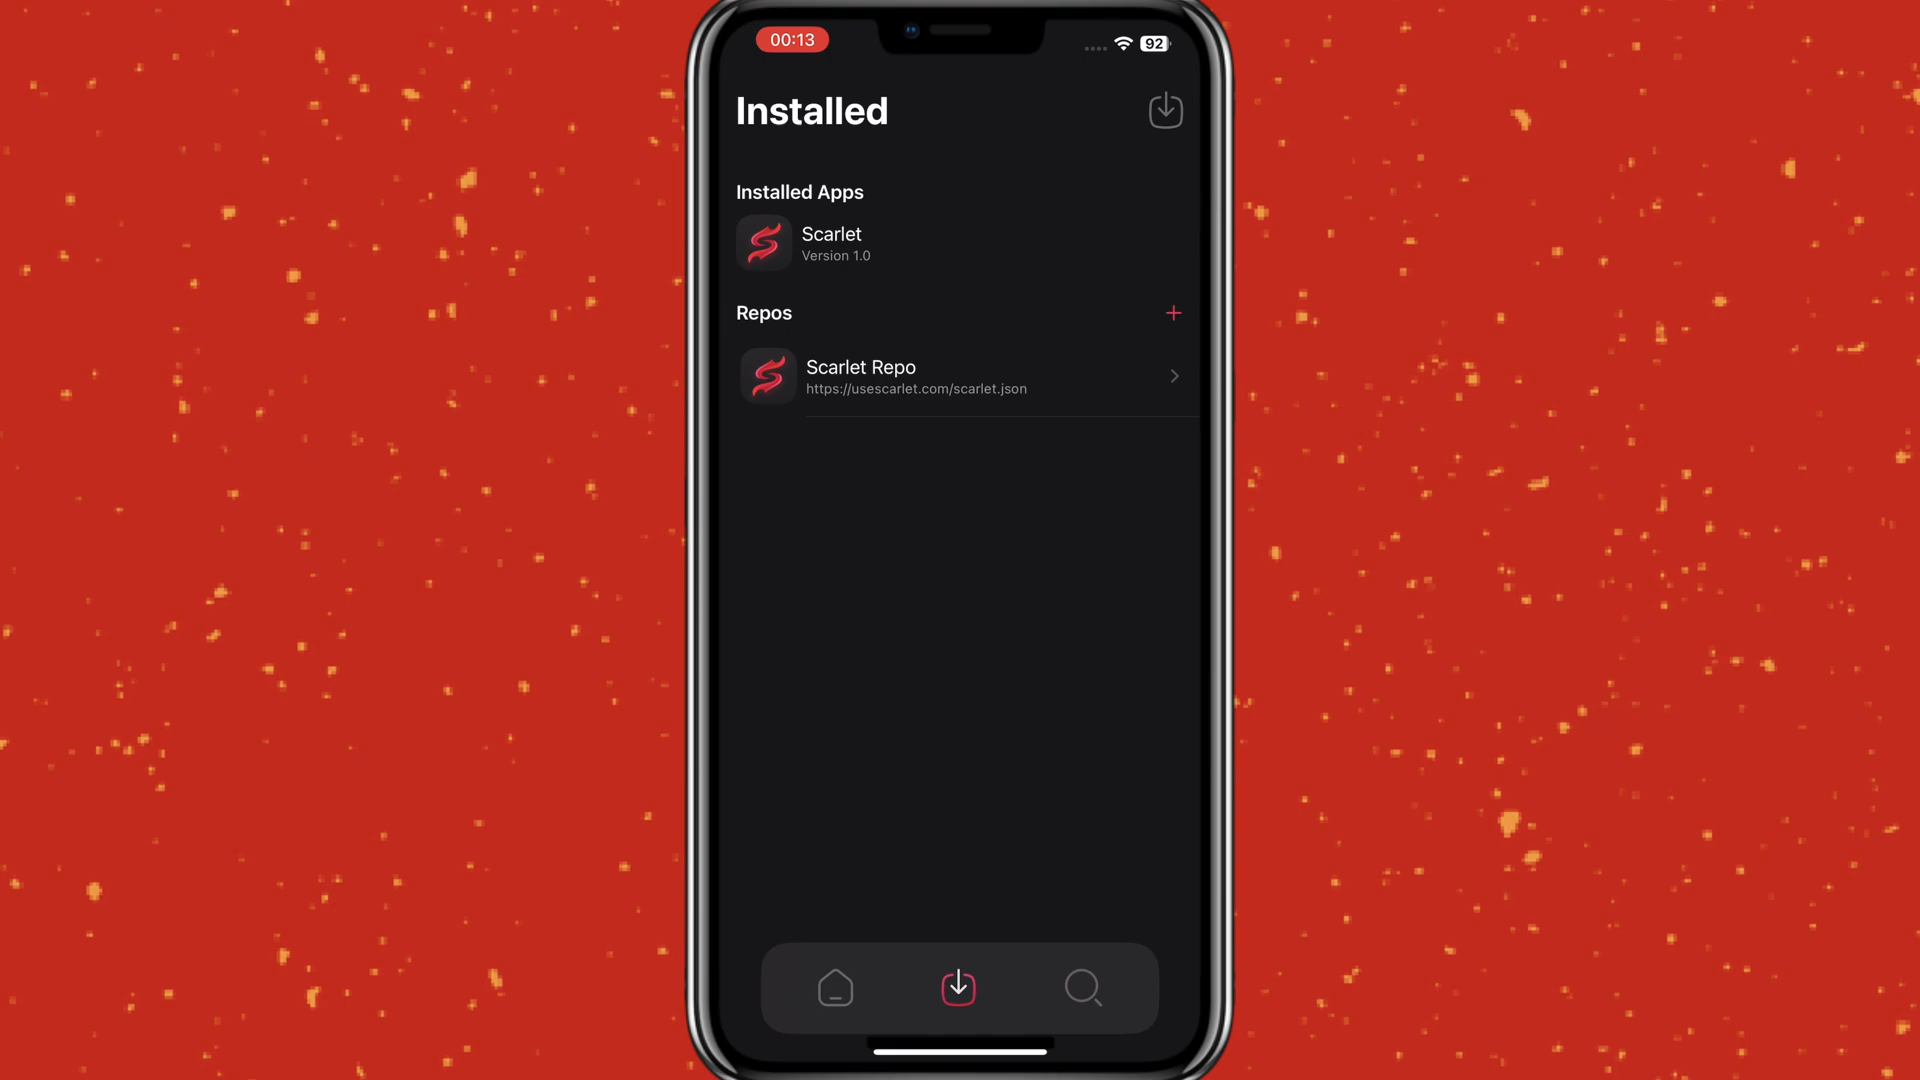 00:13
92
Installed
Installed Apps
Scarlet
Version 1.0
Repos
Scarlet Repo
https://usescarlet.com/scarlet.json